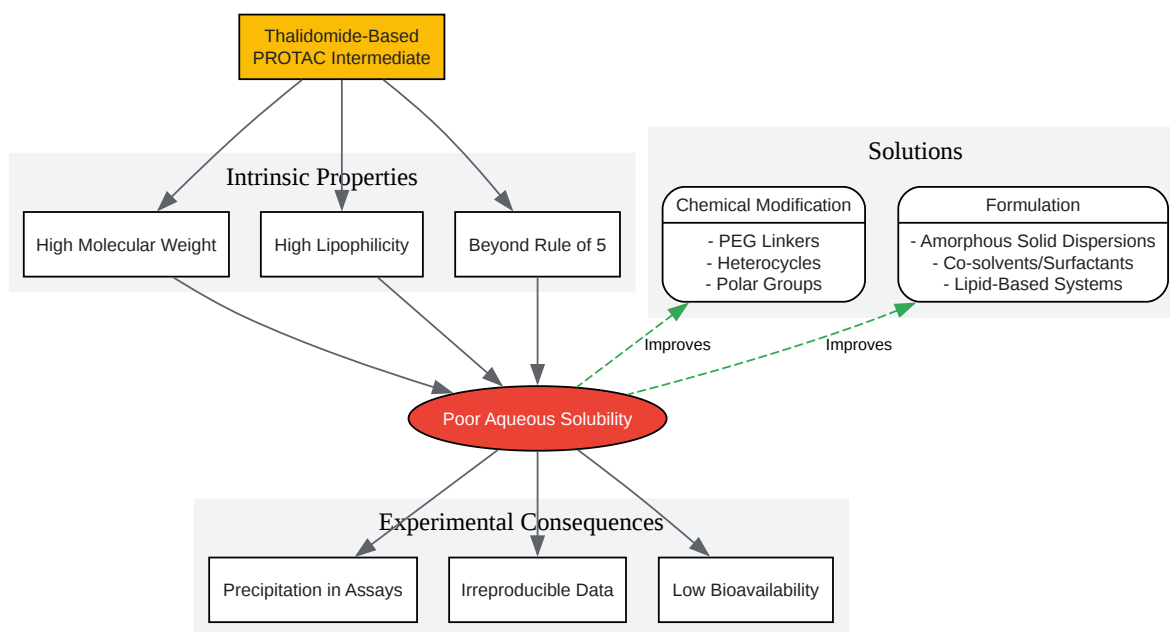 Thalidomide-Based
PROTAC Intermediate
Intrinsic Properties
High Molecular Weight
High Lipophilicity
Beyond Rule of 5
Solutions
Chemical Modification
- PEG Linkers
- Heterocycles
- Polar Groups
Formulation
- Amorphous Solid Dispersions
- Co-solvents/Surfactants
- Lipid-Based Systems
Improves
Improves
Poor Aqueous Solubility
Experimental Consequences
Precipitation in Assays
Irreproducible Data
Low Bioavailability